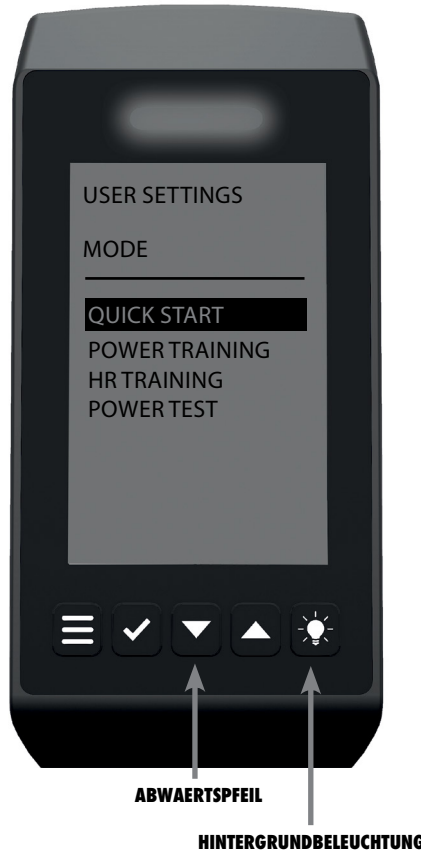 USER SETTINGS
MODE
QUICK START
POWER TRAINING
HR TRAINING
POWER TEST
ABWAERTSPFEIL
HINTERGRUNDBELEUCHTUNG